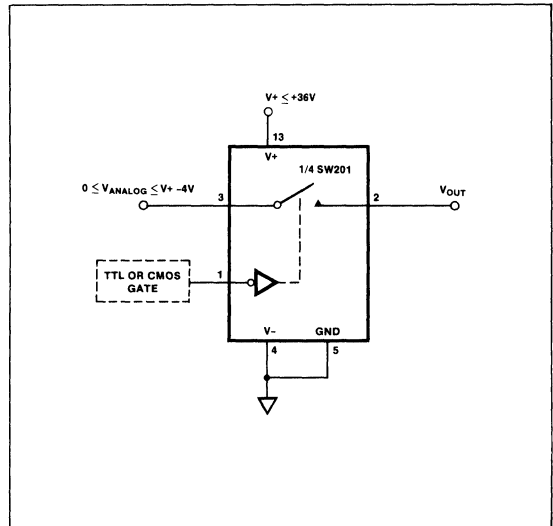 V+ ≤ +36V
13
V+
1/4 SW201
0 ≤ VANALOG ≤ V+ –4V
3
2
VOUT
TTL OR CMOS
GATE
1
V–
GND
4
5